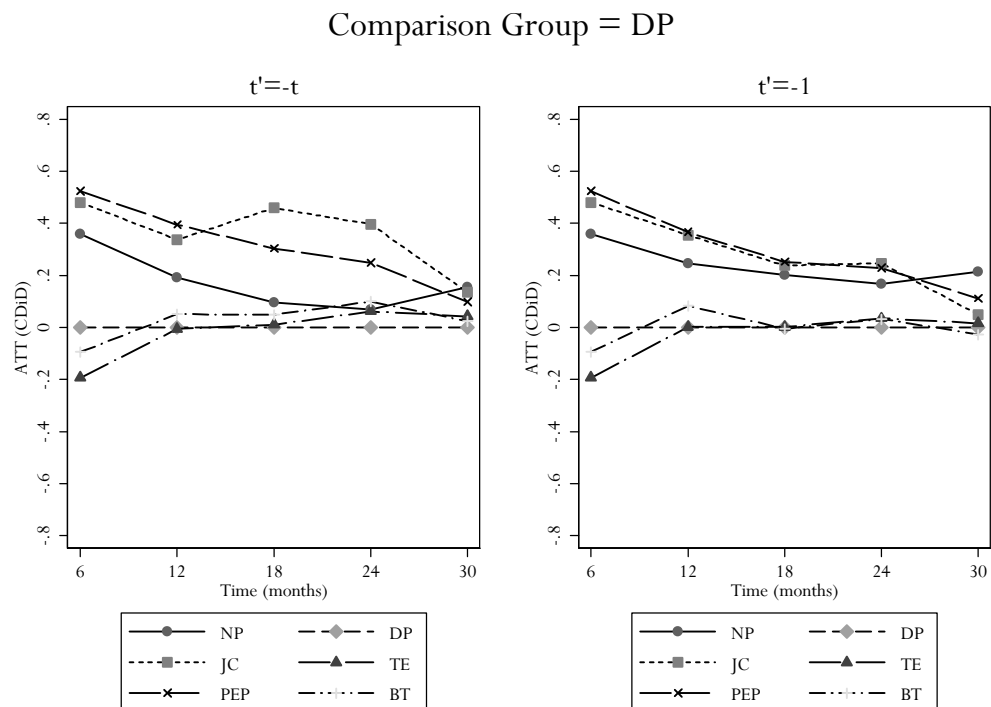 Comparison Group = DP
t'=-t
ATT (CDiD)
.8
.6
.4
.2
0
-.2
-.4
-.6
-.8
6 12 18 24 30
Time (months)
NP DP
JC TE
PEP BT
t'=-1
ATT (CDiD)
.8
.6
.4
.2
0
-.2
-.4
-.6
-.8
6 12 18 24 30
Time (months)
NP DP
JC TE
PEP BT